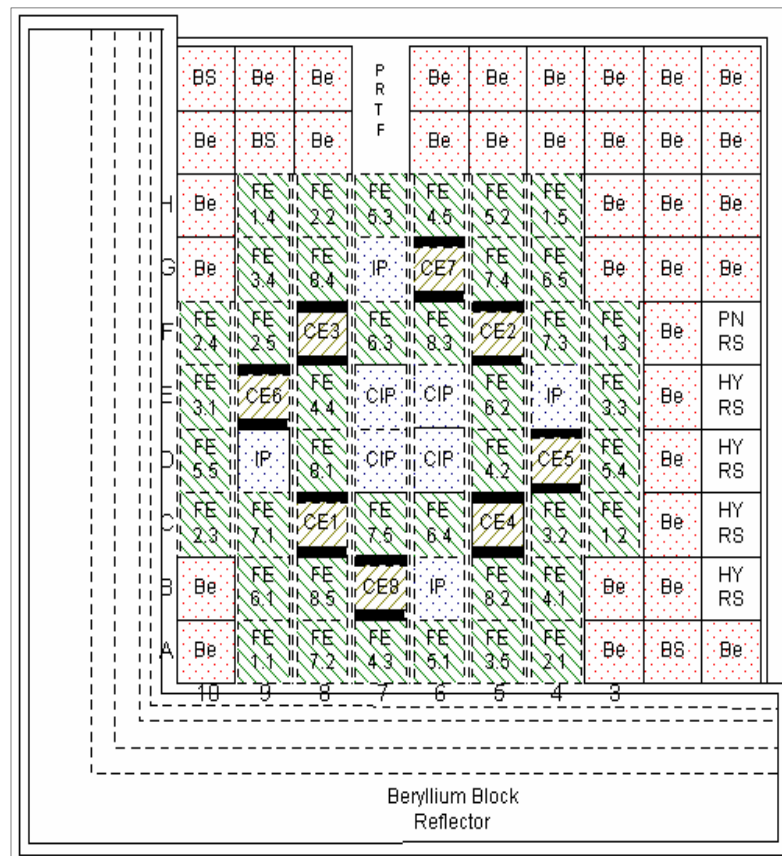 BS Be Be P R T F Be Be Be Be Be Be
Be BS Be Be Be Be Be Be Be
H Be FE 1.4 FE 2.2 FE 5.3 FE 4.5 FE 5.2 FE 1.5 Be Be Be
G Be FE 3.4 FE 8.4 IP CE7 FE 7.4 FE 6.5 Be Be Be
F FE 2.4 FE 2.5 CE3 FE 6.3 FE 8.3 CE2 FE 7.3 FE 1.3 Be PN RS
E FE 3.1 CE6 FE 4.4 CIP CIP FE 6.2 IP FE 3.3 Be HY RS
D FE 5.5 IP FE 8.1 CIP CIP FE 4.2 CE5 FE 5.4 Be HY RS
C FE 2.3 FE 7.1 CE1 FE 7.5 FE 6.4 CE4 FE 3.2 FE 1.2 Be HY RS
B Be FE 6.1 FE 8.5 CE8 IP FE 8.2 FE 4.1 Be Be HY RS
A Be FE 1.1 FE 7.2 FE 4.3 FE 5.1 FE 3.5 FE 2.1 Be BS Be
10 9 8 7 6 5 4 3
Beryllium Block
Reflector